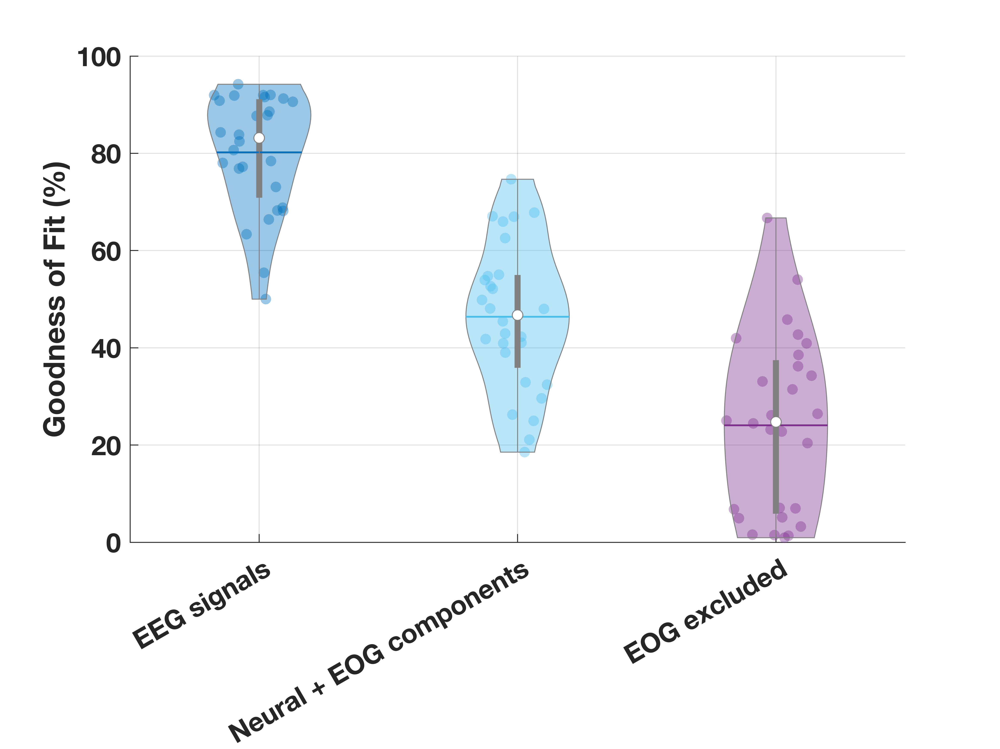 Goodness of Fit (%)
100
80
60
40
20
0
EEG signals
Neural + EOG components
EOG excluded